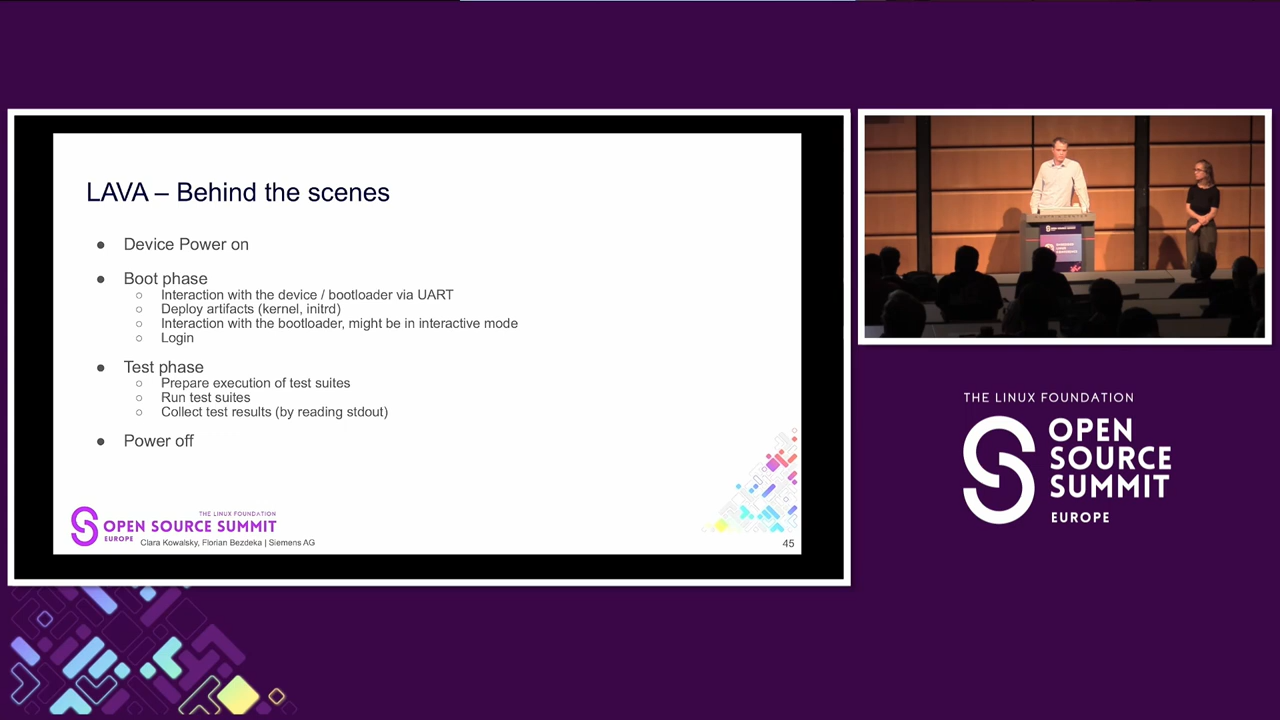 LAVA – Behind the scenes
● Device Power on
● Boot phase
○ Interaction with the device / bootloader via UART
○ Deploy artifacts (kernel, initrd)
○ Interaction with the bootloader, might be in interactive mode
○ Login
● Test phase
○ Prepare execution of test suites
○ Run test suites
○ Collect test results (by reading stdout)
● Power off
THE LINUX FOUNDATION
OPEN SOURCE SUMMIT
EUROPE
Clara Kowalsky, Florian Bezdeka | Siemens AG
45
THE LINUX FOUNDATION
OPEN
SOURCE
SUMMIT
EUROPE